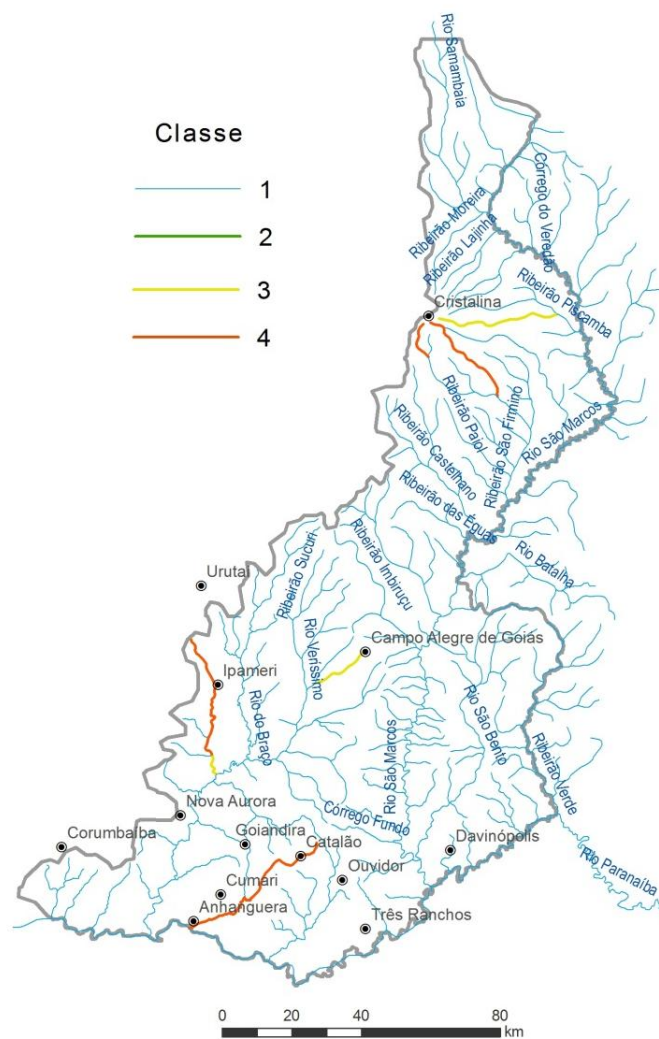 Rio Samambaia
Classe
1
2
3
4
Ribeirão Moreira
Ribeirão Lajinha
Córrego do Veredão
Ribeirão Piscamba
Cristalina
Ribeirão Paiol
Ribeirão São Firmino
Rio São Marcos
Ribeirão Castelhano
Ribeirão das Éguas
Ribeirão Imbiruçu
Ribeirão Sucuri
Rio Batalha
Urutaí
Campo Alegre de Goiás
Rio Veríssimo
Ipameri
Rio do Braço
Rio São Marcos
Rio São Bento
Ribeirão Verde
Nova Aurora
Córrego Fundo
Corumbaíba
Goiandira
Catalão
Davinópolis
Rio Paranaíba
Ouvidor
Cumari
Anhanguera
Três Ranchos
0 20 40 80
km